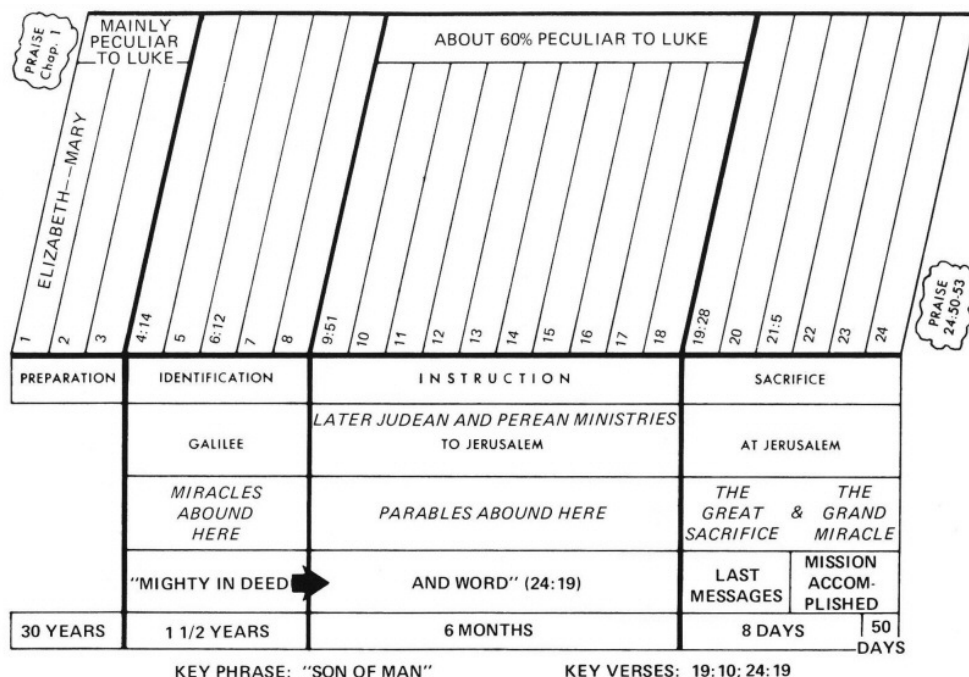 PRAISE
Chap. 1
MAINLY
PECULIAR
TO LUKE
ABOUT 60% PECULIAR TO LUKE
ELIZABETH--MARY
PRAISE
24:50-53
1 2 3 4:14 5 6:12 7 8 9:51 10 11 12 13 14 15 16 17 18 19:28 20 21:5 22 23 24
PREPARATION IDENTIFICATION INSTRUCTION SACRIFICE
LATER JUDEAN AND PEREAN MINISTRIES
GALILEE TO JERUSALEM AT JERUSALEM
MIRACLES
ABOUND
HERE
PARABLES ABOUND HERE
THE THE
GREAT & GRAND
SACRIFICE MIRACLE
"MIGHTY IN DEED AND WORD" (24:19)
LAST
MESSAGES
MISSION
ACCOM-
PLISHED
30 YEARS 1 1/2 YEARS 6 MONTHS 8 DAYS 50
DAYS
KEY PHRASE: "SON OF MAN" KEY VERSES: 19:10; 24:19